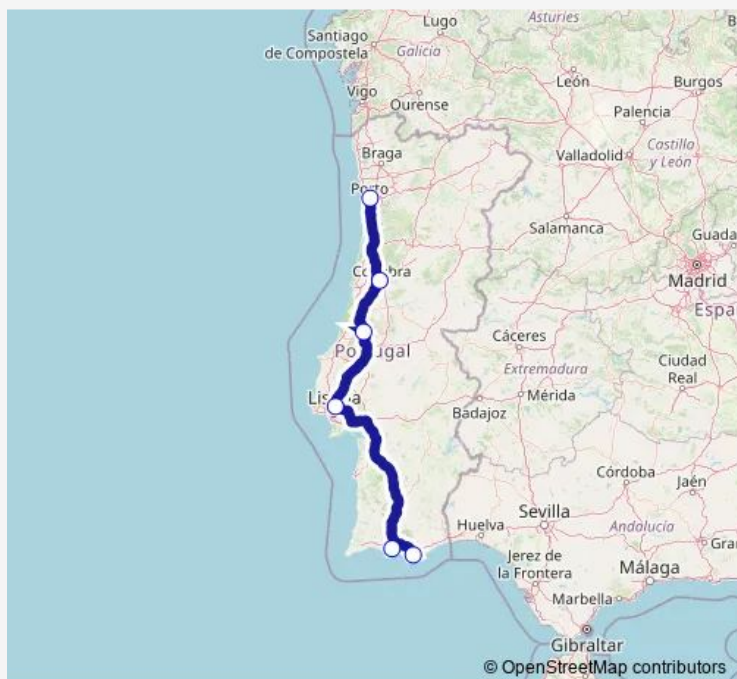 Asturies
Lugo
Santiago
de Compostela
Galicia
León
Burgos
Vigo
Ourense
Palencia
Braga
Valladolid
Castilla
y León
Porto
Salamanca
Guada
Madrid
Espa
Cáceres
Portugal
Extremadura
Ciudad
Real
Mérida
Badajoz
Córdoba
Jaén
Sevilla
Huelva
Andalucía
Gran
Jerez de
la Frontera
Málaga
Marbella
Gibraltar
© OpenStreetMap contributors